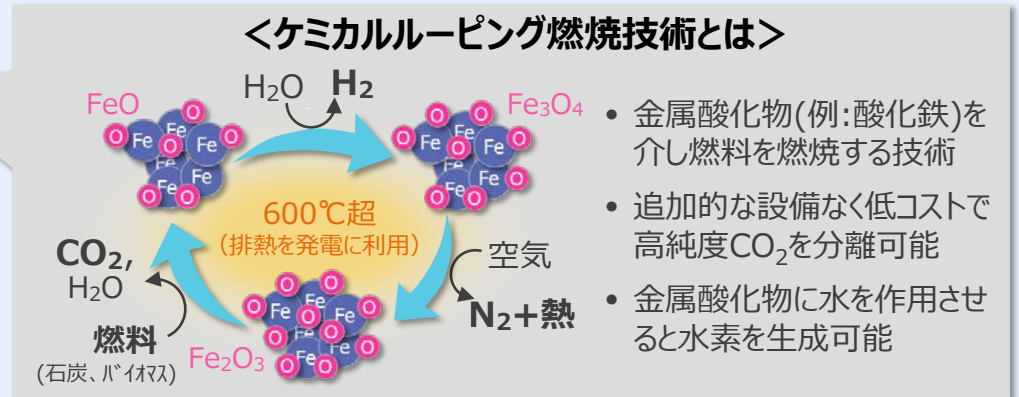 ＜ケミカルルーピング燃焼技術とは＞
H₂O H₂
FeO
Fe₃O₄
O O O O O
Fe Fe Fe Fe Fe Fe
O O O O O
Fe Fe Fe Fe Fe Fe
600℃超
（排熱を発電に利用）
CO₂,
H₂O
空気
N₂+熱
燃料
(石炭、バイオマス)
Fe₂O₃
O O O O O O O O O
Fe Fe Fe Fe Fe
• 金属酸化物(例:酸化鉄)を
介し燃料を燃焼する技術
• 追加的な設備なく低コストで
高純度CO₂を分離可能
• 金属酸化物に水を作用させ
ると水素を生成可能